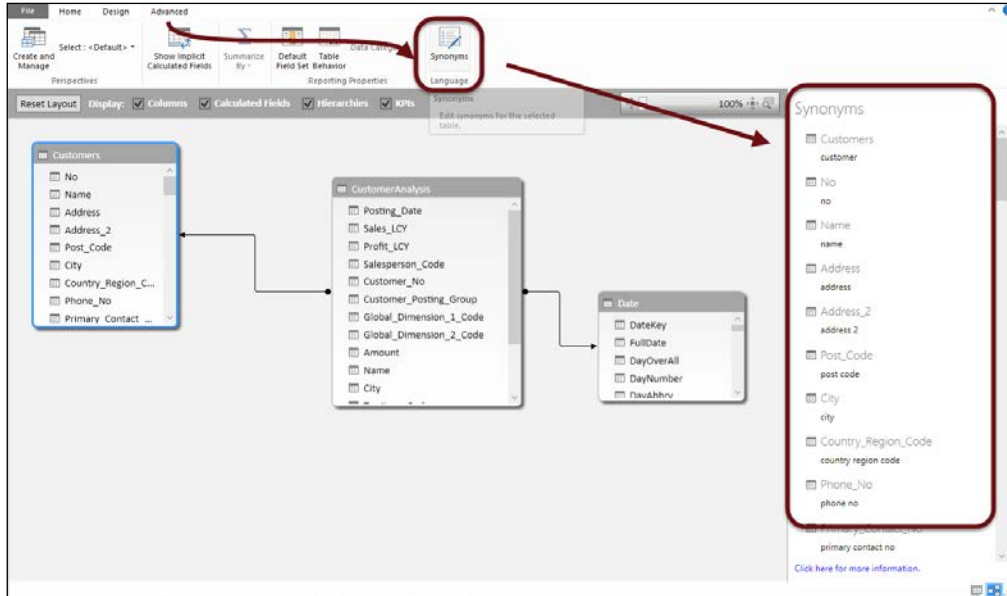 File Home Design Advanced
Select : <Default>
Create and Manage
Show Implicit Calculated Fields
Summarize By
Default Field Set
Table Behavior
Data Categ
Synonyms
Perspectives
Reporting Properties
Language
Reset Layout Display: Columns Calculated Fields Hierarchies KPIs
100%
Synonyms
Edit synonyms for the selected
table.
Customers
No
Name
Address
Address_2
Post_Code
City
Country_Region_C...
Phone_No
Primary_Contact_...
CustomerAnalysis
Posting_Date
Sales_LCY
Profit_LCY
Salesperson_Code
Customer_No
Customer_Posting_Group
Global_Dimension_1_Code
Global_Dimension_2_Code
Amount
Name
City
Date
DateKey
FullDate
DayOverAll
DayNumber
DayAbbrv
Synonyms
Customers
customer
No
no
Name
name
Address
address
Address_2
address 2
Post_Code
post code
City
city
Country_Region_Code
country region code
Phone_No
phone no
Primary_Contact_No
primary contact no
Click here for more information.